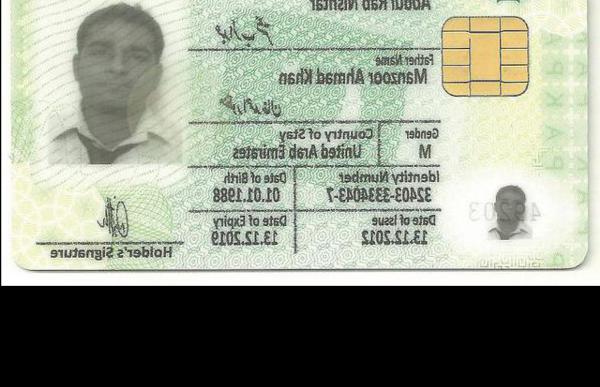 Abdur Rab Nishtar
Father Name
Manzoor Ahmad Khan
Gender
Country of Stay
M
United Arab Emirates
Identity Number
Date of Birth
32403-3334043-7
01.01.1988
Date of Issue
Date of Expiry
13.12.2012
13.12.2019
Holder's Signature